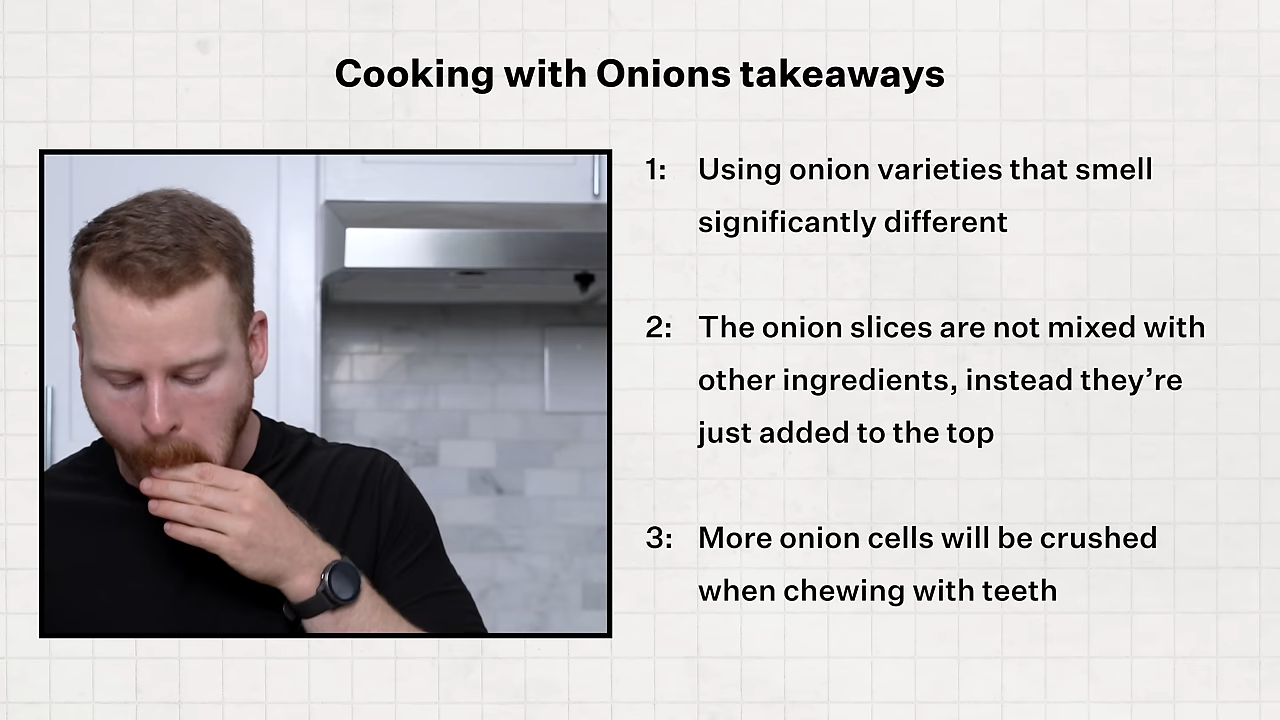 Cooking with Onions takeaways
1: Using onion varieties that smell
significantly different
2: The onion slices are not mixed with
other ingredients, instead they’re
just added to the top
3: More onion cells will be crushed
when chewing with teeth